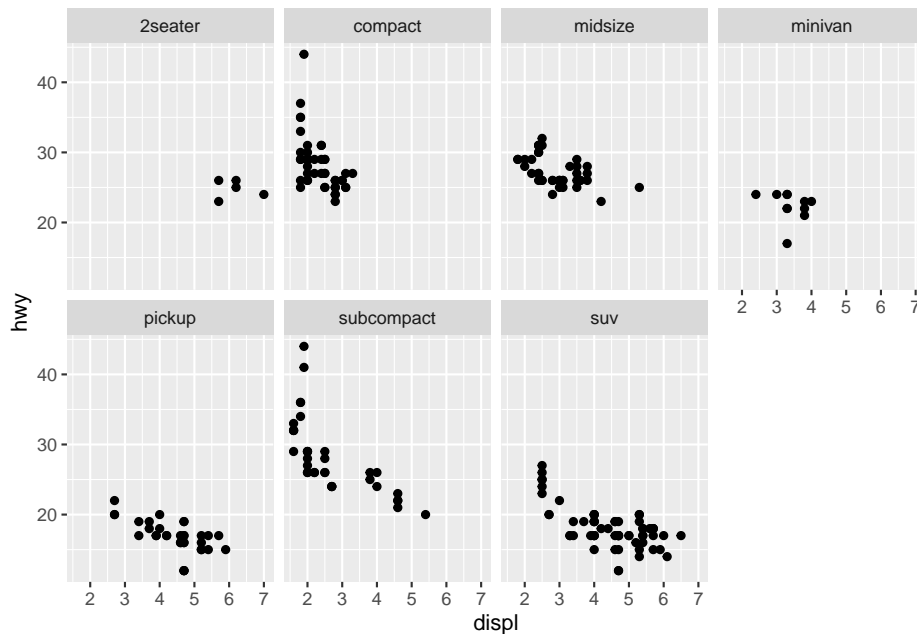 2seater compact midsize minivan
40
30
20
2 3 4 5 6 7
hwy
pickup subcompact suv
40
30
20
2 3 4 5 6 7 2 3 4 5 6 7 2 3 4 5 6 7
displ